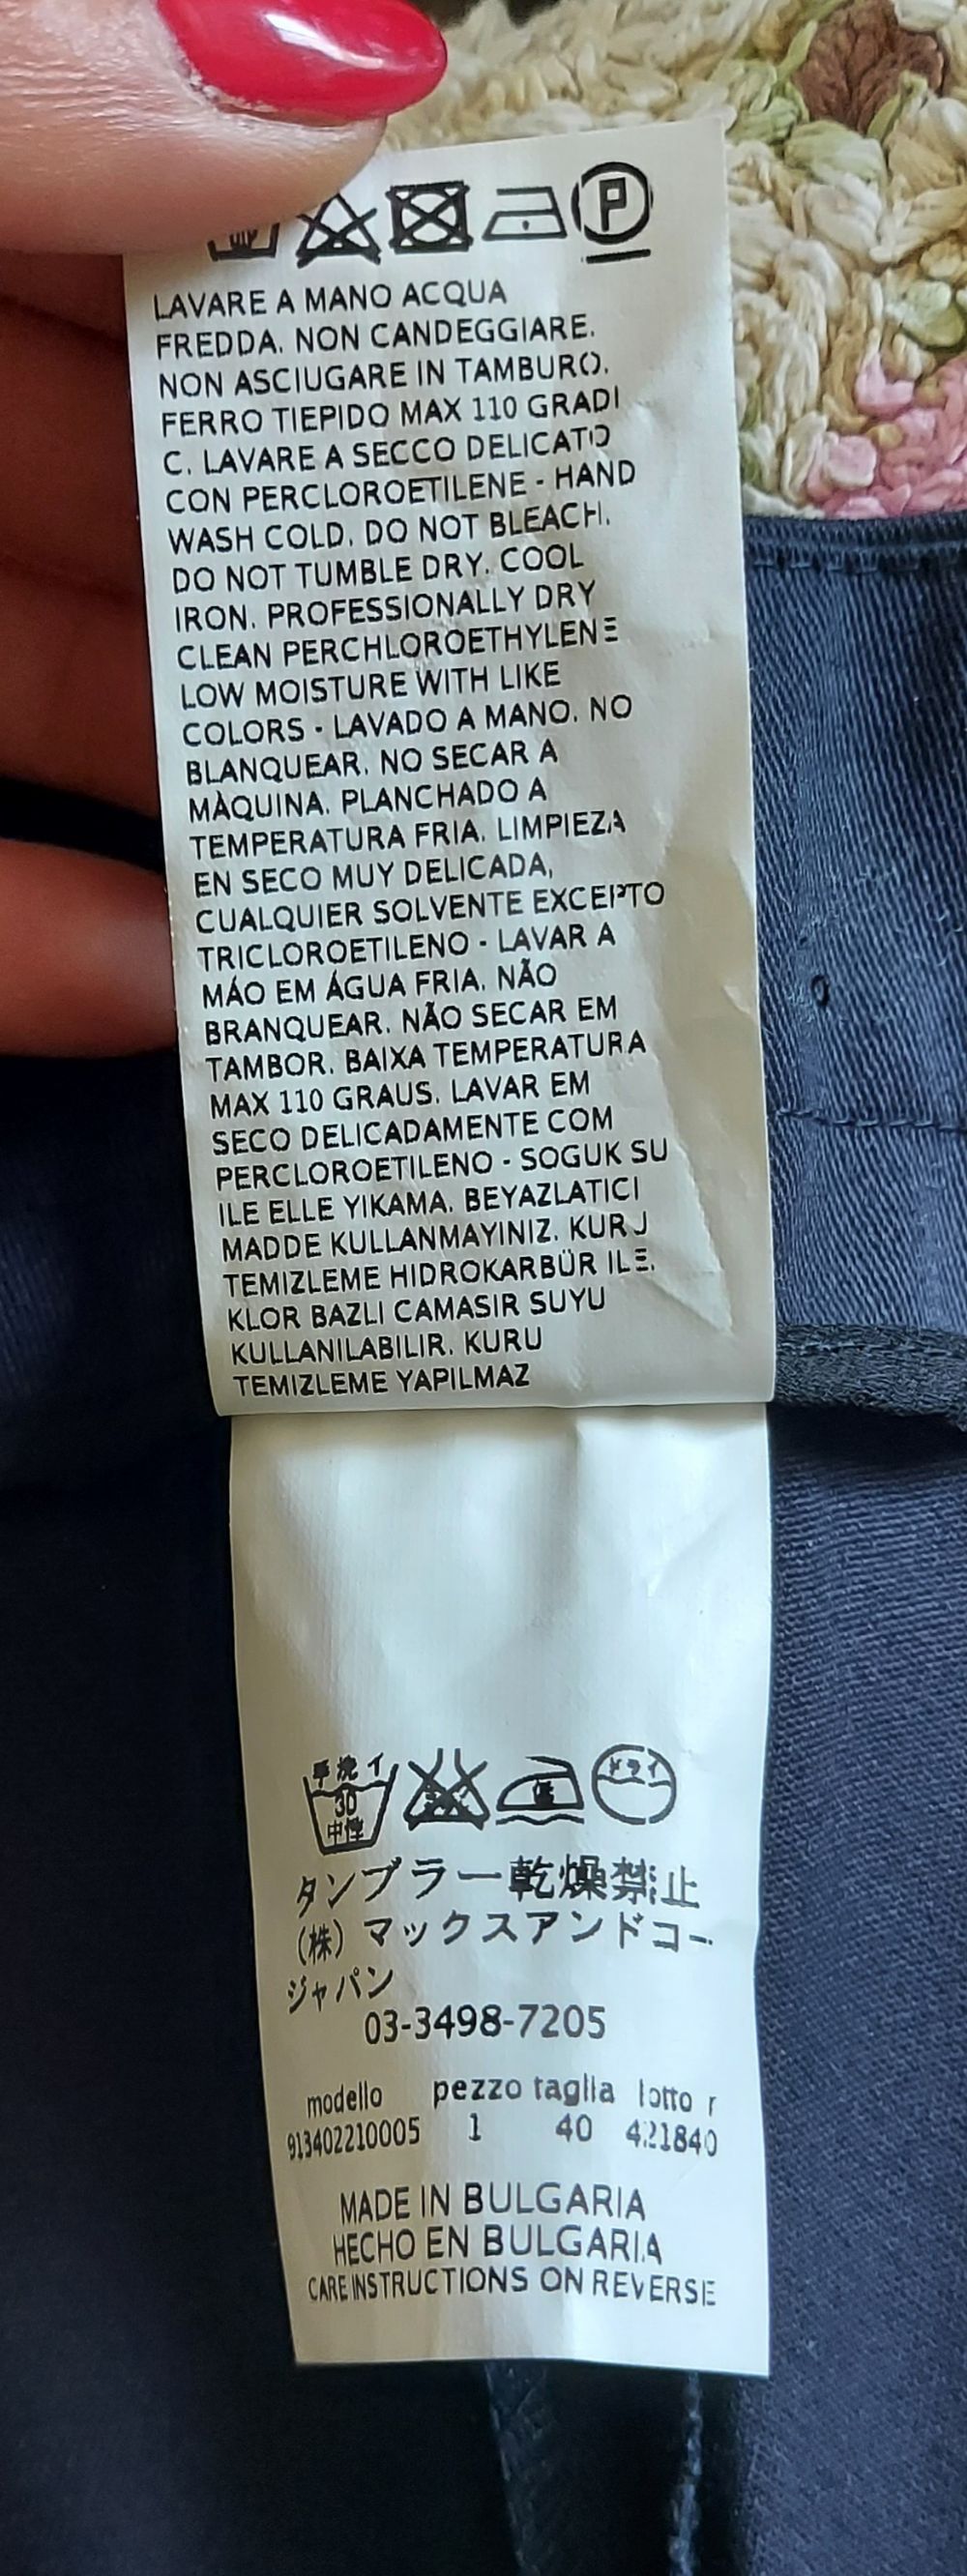 P
LAVARE A MANO ACQUA
FREDDA. NON CANDEGGIARE.
NON ASCIUGARE IN TAMBURO.
FERRO TIEPIDO MAX 110 GRADI
C. LAVARE A SECCO DELICATO
CON PERCLOROETILENE - HAND
WASH COLD. DO NOT BLEACH.
DO NOT TUMBLE DRY. COOL
IRON. PROFESSIONALLY DRY
CLEAN PERCHLOROETHYLENE
LOW MOISTURE WITH LIKE
COLORS - LAVADO A MANO. NO
BLANQUEAR. NO SECAR A
MÀQUINA. PLANCHADO A
TEMPERATURA FRIA. LIMPIEZA
EN SECO MUY DELICADA,
CUALQUIER SOLVENTE EXCEPTO
TRICLOROETILENO - LAVAR A
MÁO EM ÁGUA FRIA. NÃO
BRANQUEAR. NÃO SECAR EM
TAMBOR. BAIXA TEMPERATURA
MAX 110 GRAUS. LAVAR EM
SECO DELICADAMENTE COM
PERCLOROETILENO - SOGUK SU
ILE ELLE YIKAMA. BEYAZLATICI
MADDE KULLANMAYINIZ. KURU
TEMIZLEME HIDROKARBÜR ILE.
KLOR BAZLI CAMASIR SUYU
KULLANILABILIR. KURU
TEMIZLEME YAPILMAZ
手洗イ
30
中性
ドライ
タンブラー乾燥禁止
(株) マックスアンドコー
ジャパン
03-3498-7205
modello pezzo taglia lotto r
913402210005 1 40 421840
MADE IN BULGARIA
HECHO EN BULGARIA
CARE INSTRUCTIONS ON REVERSE